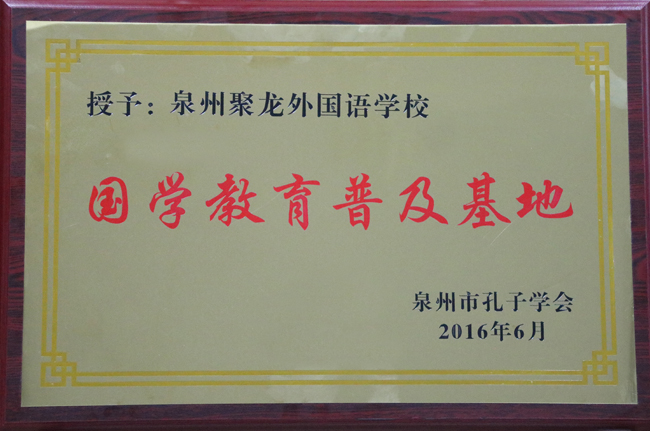 授予：泉州聚龙外国语学校
国学教育普及基地
泉州市孔子学会
2016年6月